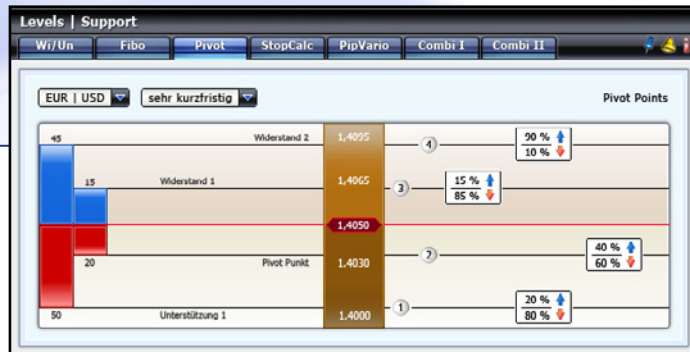 Levels | Support
Wi/Un Fibo Pivot StopCalc PipVario Combi I Combi II
EUR | USD sehr kurzfristig Pivot Points
45 Widerstand 2 1,4095 4 90 % 10 %
15 Widerstand 1 1,4065 3 15 % 85 %
1,4050
20 Pivot Punkt 1.4030 2 40 % 60 %
50 Unterstützung 1 1.4000 1 20 % 80 %